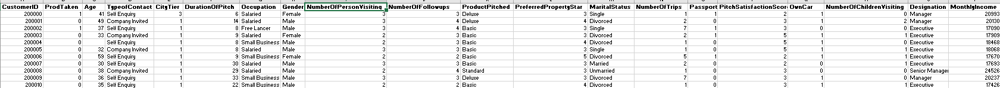 CustomerID ProdTaken Age TypeofContact CityTier DurationOfPitch Occupation Gender NumberOfPersonVisiting NumberOfFollowups ProductPitched PreferredPropertyStar MaritalStatus NumberOfTrips Passport PitchSatisfactionScor OwnCar NumberOfChildrenVisiting Designation MonthlyIncome
200000 1 41 Self Enquiry 3 6 Salaried Female 3 3 Deluxe 3 Single 1 1 2 1 0 Manager 20993
200001 0 49 Company Invited 1 14 Salaried Male 3 4 Deluxe 4 Divorced 2 0 3 1 2 Manager 20130
200002 1 37 Self Enquiry 1 8 Free Lancer Male 3 4 Basic 3 Single 7 1 3 0 0 Executive 17090
200003 0 33 Company Invited 1 9 Salaried Female 2 3 Basic 3 Divorced 2 1 5 1 1 Executive 17909
200004 0 Self Enquiry 1 8 Small Business Male 2 3 Basic 4 Divorced 1 0 5 1 0 Executive 18468
200005 0 32 Company Invited 1 8 Salaried Male 3 3 Basic 3 Single 1 0 5 1 1 Executive 18068
200006 0 59 Self Enquiry 1 9 Small Business Female 2 2 Basic 5 Divorced 5 1 2 1 1 Executive 17670
200007 0 30 Self Enquiry 1 30 Salaried Male 3 3 Basic 3 Married 2 0 2 0 1 Executive 17693
200008 0 38 Company Invited 1 29 Salaried Male 2 4 Standard 3 Unmarried 1 0 3 0 0 Senior Manager 24526
200009 0 36 Self Enquiry 1 33 Small Business Male 3 3 Deluxe 3 Divorced 7 0 3 1 0 Manager 20237
200010 0 35 Self Enquiry 1 22 Small Business Male 2 2 Basic 4 Divorced 1 0 3 1 1 Executive 17426